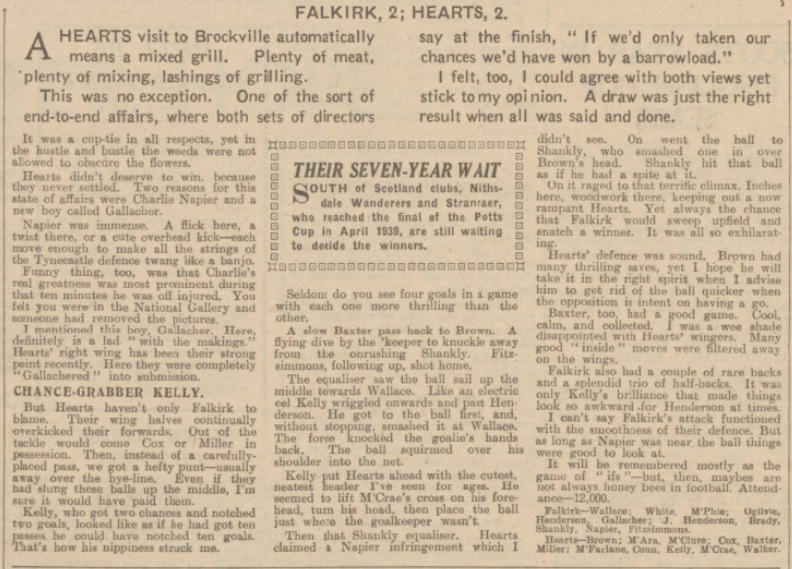 FALKIRK, 2; HEARTS, 2.
A HEARTS visit to Brockville automatically
means a mixed grill. Plenty of meat,
plenty of mixing, lashings of grilling.
This was no exception. One of the sort of
end-to-end affairs, where both sets of directors
say at the finish, " If we'd only taken our
chances we'd have won by a barrowload."
I felt, too, I could agree with both views yet
stick to my opinion. A draw was just the right
result when all was said and done.
It was a cup-tie in all respects, yet in
the hustle and bustle the weeds were not
allowed to obscure the flowers.
Hearts didn't deserve to win, because
they never settled. Two reasons for this
state of affairs were Charlie Napier and a
new boy called Gallacher.
Napier was immense. A flick here, a
twist there, or a cute overhead kick—each
move enough to make all the strings of
the Tynecastle defence twang like a banjo.
Funny thing, too, was that Charlie's
real greatness was most prominent during
that ten minutes he was off injured. You
felt you were in the National Gallery and
someone had removed the pictures.
I mentioned this boy, Gallacher. Here,
definitely is a lad " with the makings."
Hearts' right wing has been their strong
point recently. Here they were completely
" Gallachered " into submission.
CHANCE-GRABBER KELLY.
But Hearts haven't only Falkirk to
blame. Their wing halves continually
overkicked their forwards. Out of the
tackle would come Cox or Miller in
possession. Then, instead of a carefully-
placed pass, we got a hefty punt—usually
away over the bye-line. Even if they
had slung these balls up the middle, I'm
sure it would have paid them.
Kelly, who got two chances and notched
two goals, looked like as if he had got ten
passes he could have notched ten goals.
That's how his nippiness struck me.
THEIR SEVEN-YEAR WAIT
SOUTH of Scotland clubs, Niths-
dale Wanderers and Stranraer,
who reached the final of the Potts
Cup in April 1939, are still waiting
to decide the winners.
Seldom do you see four goals in a game
with each one more thrilling than the
other.
A slow Baxter pass back to Brown. A
flying dive by the 'keeper to knuckle away
from the onrushing Shankly. Fitz-
simmons, following up, shot home.
The equaliser saw the ball sail up the
middle towards Wallace. Like an electric
eel Kelly wriggled onwards and past Hen-
derson. He got to the ball first, and,
without stopping, smashed it at Wallace.
The force knocked the goalie's hands
back. The ball squirmed over his
shoulder into the net.
Kelly put Hearts ahead with the cutest,
neatest header I've seen for ages. He
seemed to lift M'Crae's cross on his fore-
head, turn his head, then place the ball
just where the goalkeeper wasn't.
Then that Shankly equaliser. Hearts
claimed a Napier infringement which I
didn't see. On went the ball to
Shankly, who smashed one in over
Brown's head. Shankly hit that ball
as if he had a spite at it.
On it raged to that terrific climax. Inches
here, woodwork there, keeping out a now
rampant Hearts. Yet always the chance
that Falkirk would sweep upfield and
snatch a winner. It was all so exhilarat-
ing.
Hearts' defence was sound. Brown had
many thrilling saves, yet I hope he will
take it in the right spirit when I advise
him to get rid of the ball quicker when
the opposition is intent on having a go.
Baxter, too, had a good game. Cool,
calm, and collected. I was a wee shade
disappointed with Hearts' wingers. Many
good " inside " moves were filtered away
on the wings.
Falkirk also had a couple of rare backs
and a splendid trio of half-backs. It was
only Kelly's brilliance that made things
look so awkward for Henderson at times.
I can't say Falkirk's attack functioned
with the smoothness of their defence. But
as long as Napier was near the ball things
were good to look at.
It will be remembered mostly as the
game of " ifs "—but, then, maybes are
not always honey bees in football. Attend-
ance—12,000.
Falkirk—Wallace; White, M'Phie; Ogilvie,
Henderson, Gallacher; J. Henderson, Brady,
Shankly, Napier, Fitzsimmons.
Hearts—Brown; M'Ara, M'Clure; Cox, Baxter,
Miller; M'Farlane, Conn, Kelly, M'Crae, Walker.